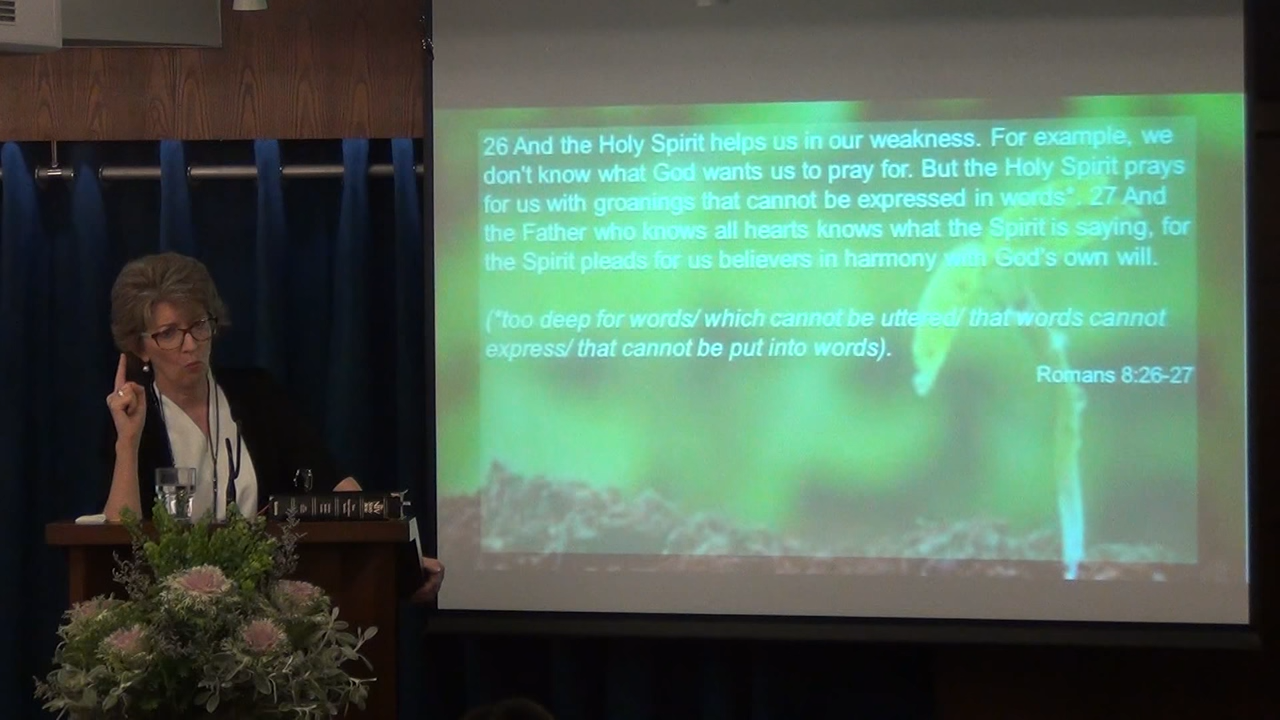 26 And the Holy Spirit helps us in our weakness. For example, we
don't know what God wants us to pray for. But the Holy Spirit prays
for us with groanings that cannot be expressed in words*. 27 And
the Father who knows all hearts knows what the Spirit is saying, for
the Spirit pleads for us believers in harmony with God's own will.
(*too deep for words/ which cannot be uttered/ that words cannot
express/ that cannot be put into words).
Romans 8:26-27